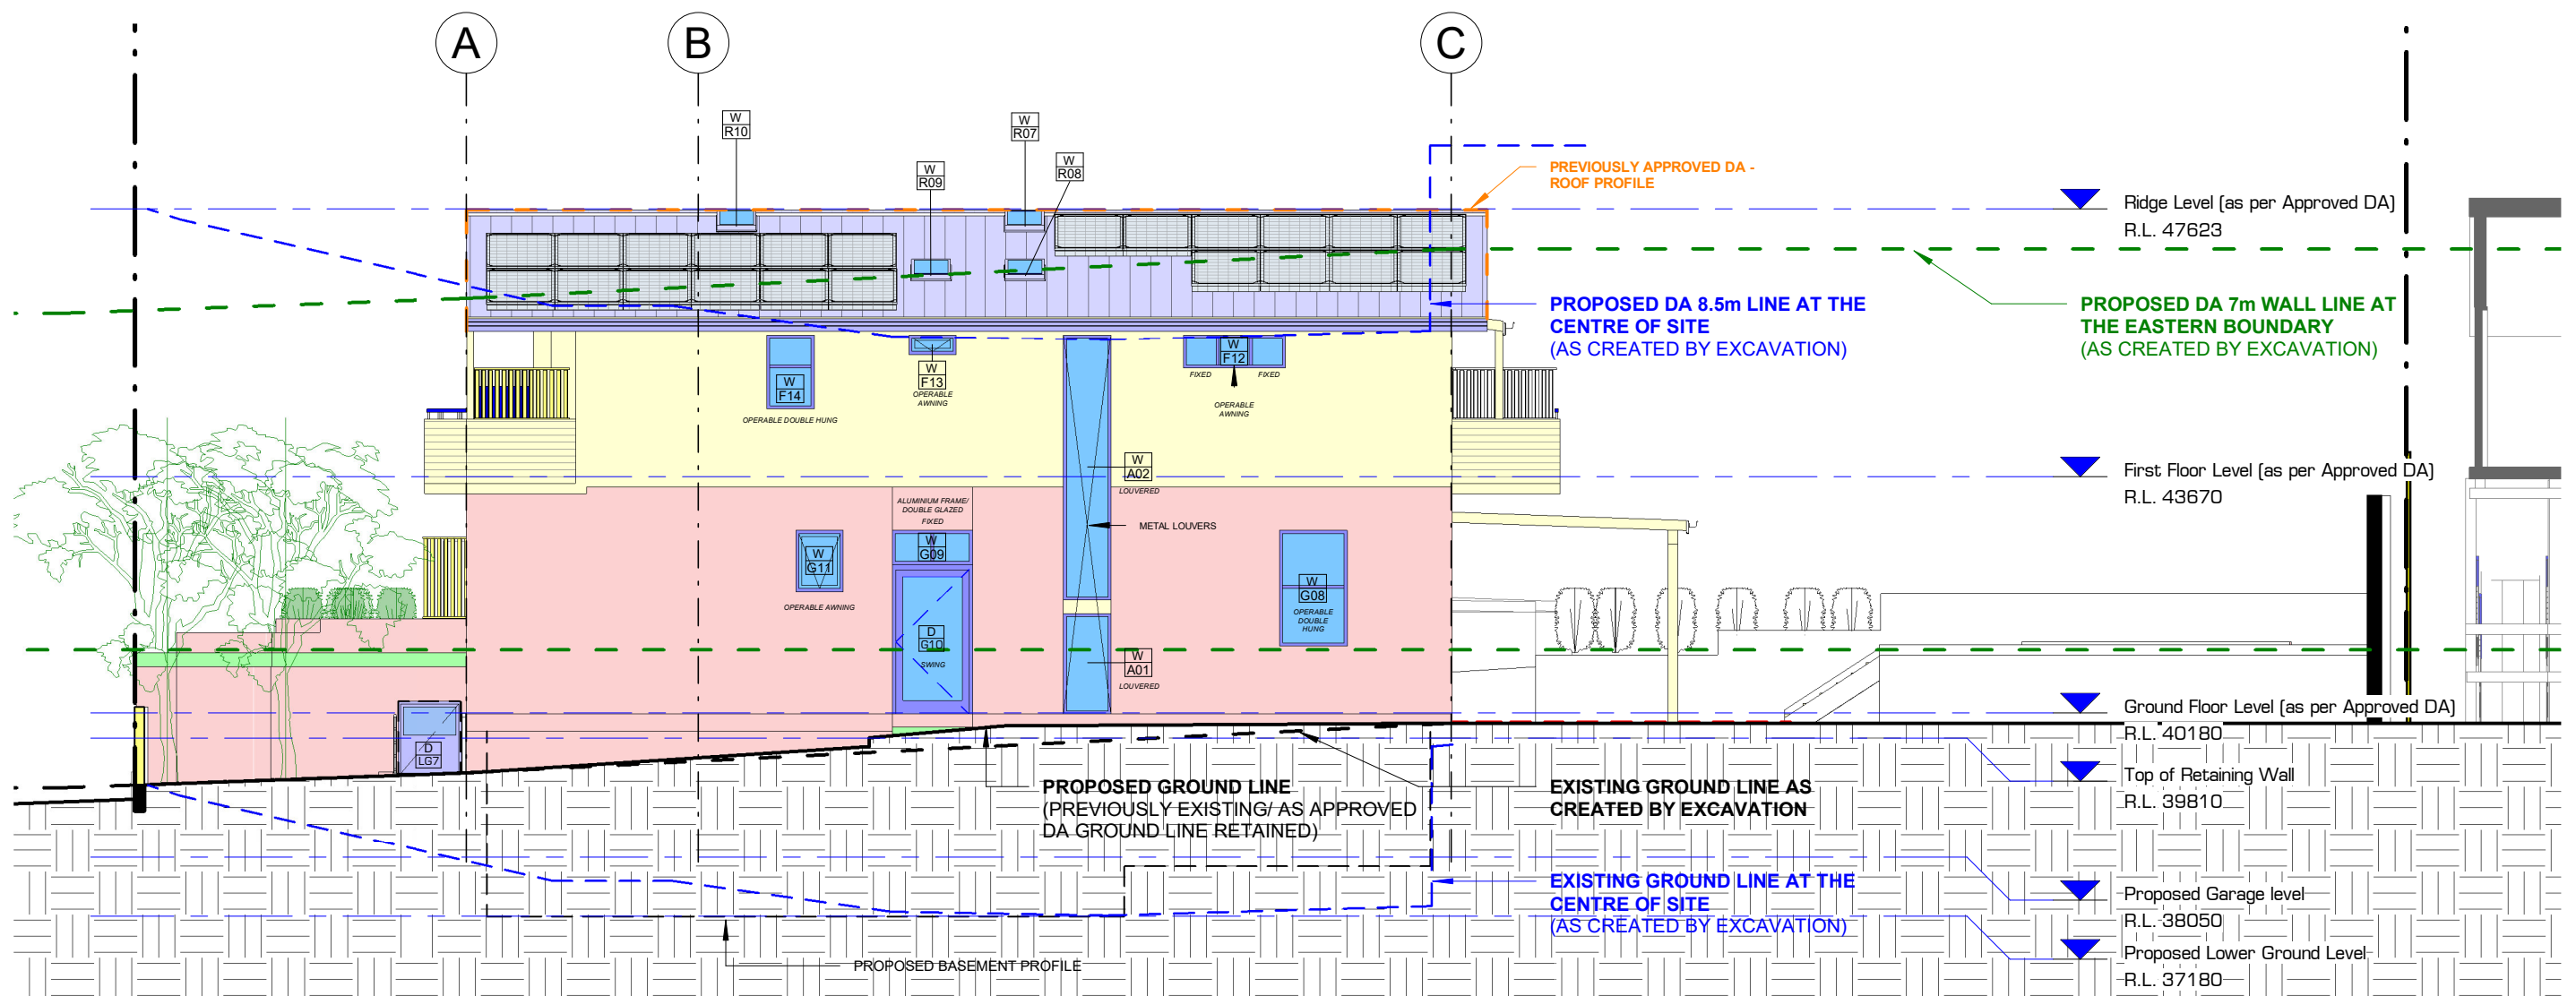 A
B
C
W
R10
W
R07
W
R09
W
R08
PREVIOUSLY APPROVED DA -
ROOF PROFILE
Ridge Level (as per Approved DA)
R.L. 47623
PROPOSED DA 8.5m LINE AT THE
CENTRE OF SITE
(AS CREATED BY EXCAVATION)
PROPOSED DA 7m WALL LINE AT
THE EASTERN BOUNDARY
(AS CREATED BY EXCAVATION)
W
F14
OPERABLE DOUBLE HUNG
W
F13
OPERABLE
AWNING
W
F12
FIXED
FIXED
OPERABLE
AWNING
W
A02
LOUVERED
First Floor Level (as per Approved DA)
R.L. 43670
ALUMINIUM FRAME/
DOUBLE GLAZED
FIXED
METAL LOUVERS
W
G09
W
G11
OPERABLE AWNING
W
G08
OPERABLE
DOUBLE
HUNG
D
G10
SWING
W
A01
LOUVERED
D
LG7
Ground Floor Level (as per Approved DA)
R.L. 40180
Top of Retaining Wall
R.L. 39810
PROPOSED GROUND LINE
(PREVIOUSLY EXISTING/ AS APPROVED
DA GROUND LINE RETAINED)
EXISTING GROUND LINE AS
CREATED BY EXCAVATION
EXISTING GROUND LINE AT THE
CENTRE OF SITE
(AS CREATED BY EXCAVATION)
Proposed Garage level
R.L. 38050
Proposed Lower Ground Level
R.L. 37180
PROPOSED BASEMENT PROFILE